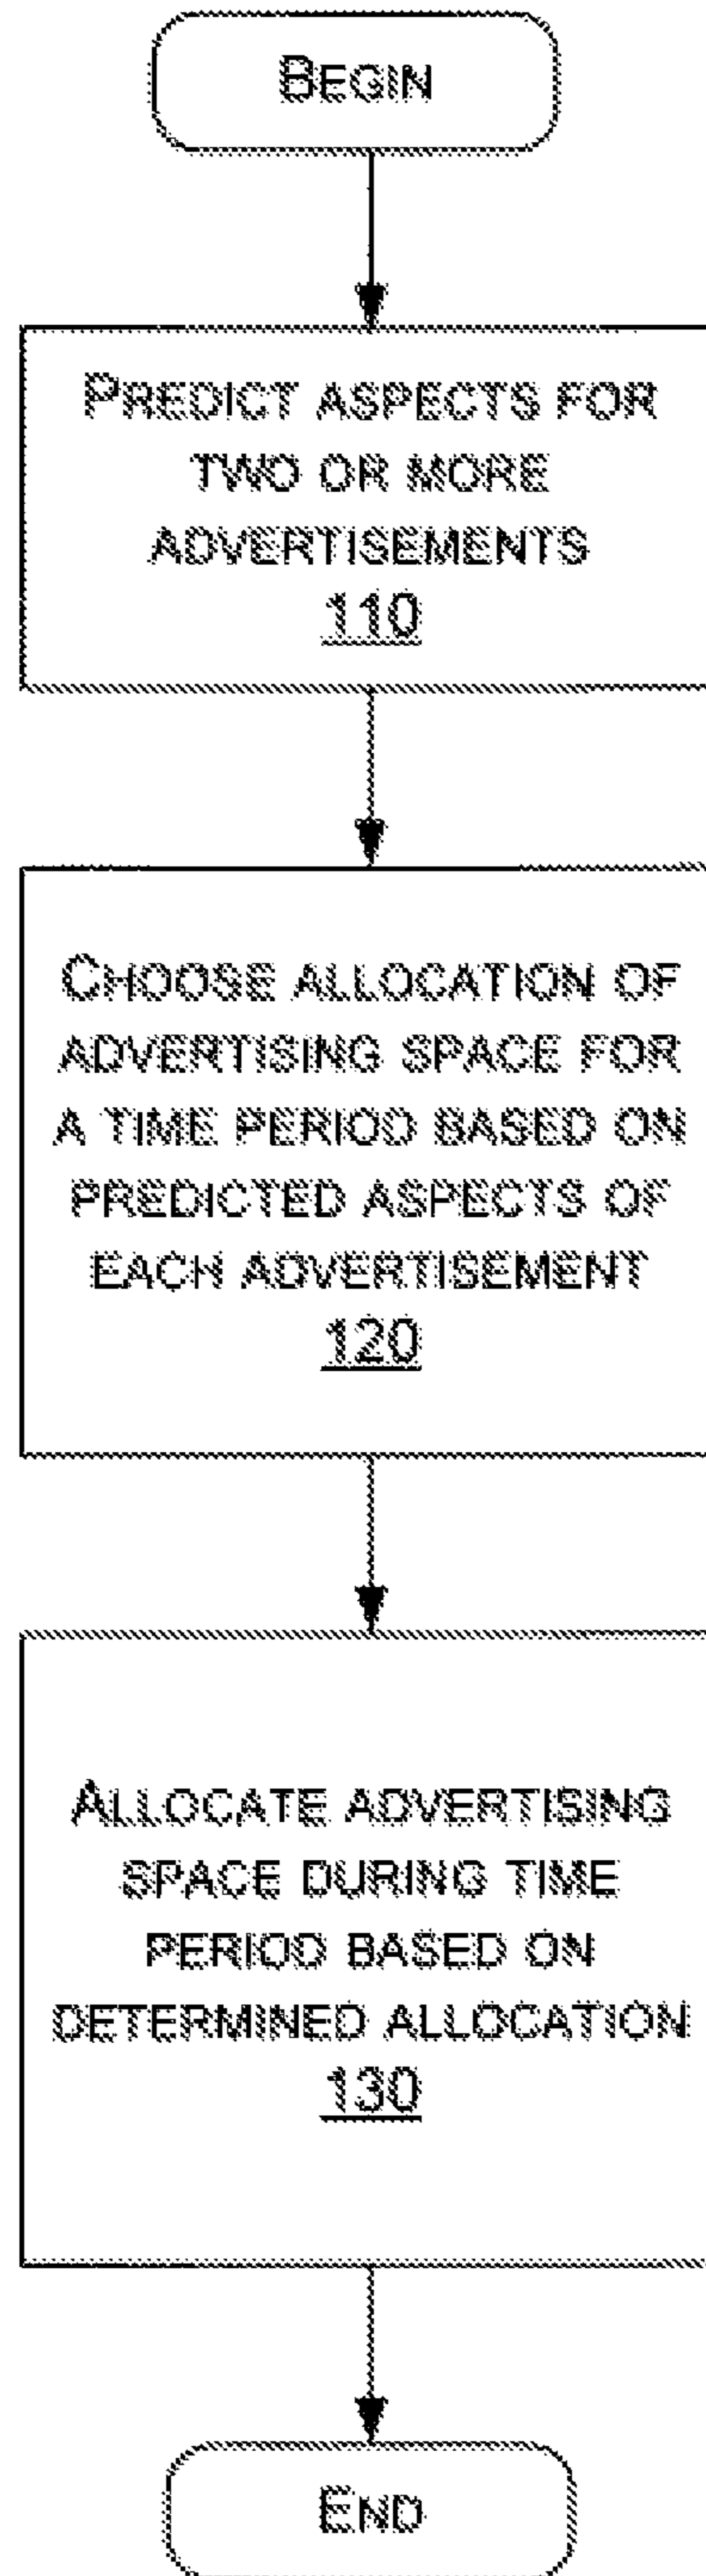 BEGIN
PREDICT ASPECTS FOR
TWO OR MORE
ADVERTISEMENTS
110
CHOOSE ALLOCATION OF
ADVERTISING SPACE FOR
A TIME PERIOD BASED ON
PREDICTED ASPECTS OF
EACH ADVERTISEMENT
120
ALLOCATE ADVERTISING
SPACE DURING TIME
PERIOD BASED ON
DETERMINED ALLOCATION
130
END